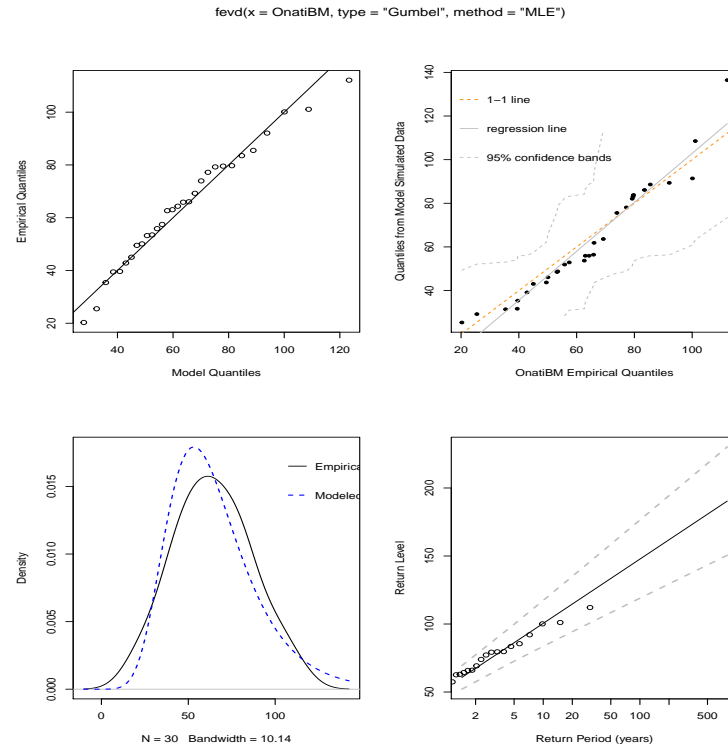 fevd(x = OnatiBM, type = "Gumbel", method = "MLE")
Empirical Quantiles
20
40
60
80
100
40
60
80
100
120
Model Quantiles
Quantiles from Model Simulated Data
40
60
80
100
120
140
1–1 line
regression line
95% confidence bands
20
40
60
80
100
OnatiBM Empirical Quantiles
Density
0.000
0.005
0.010
0.015
Empirica
Modeled
0
50
100
N = 30 Bandwidth = 10.14
Return Level
50
100
150
200
2
5
10
20
50
100
500
Return Period (years)